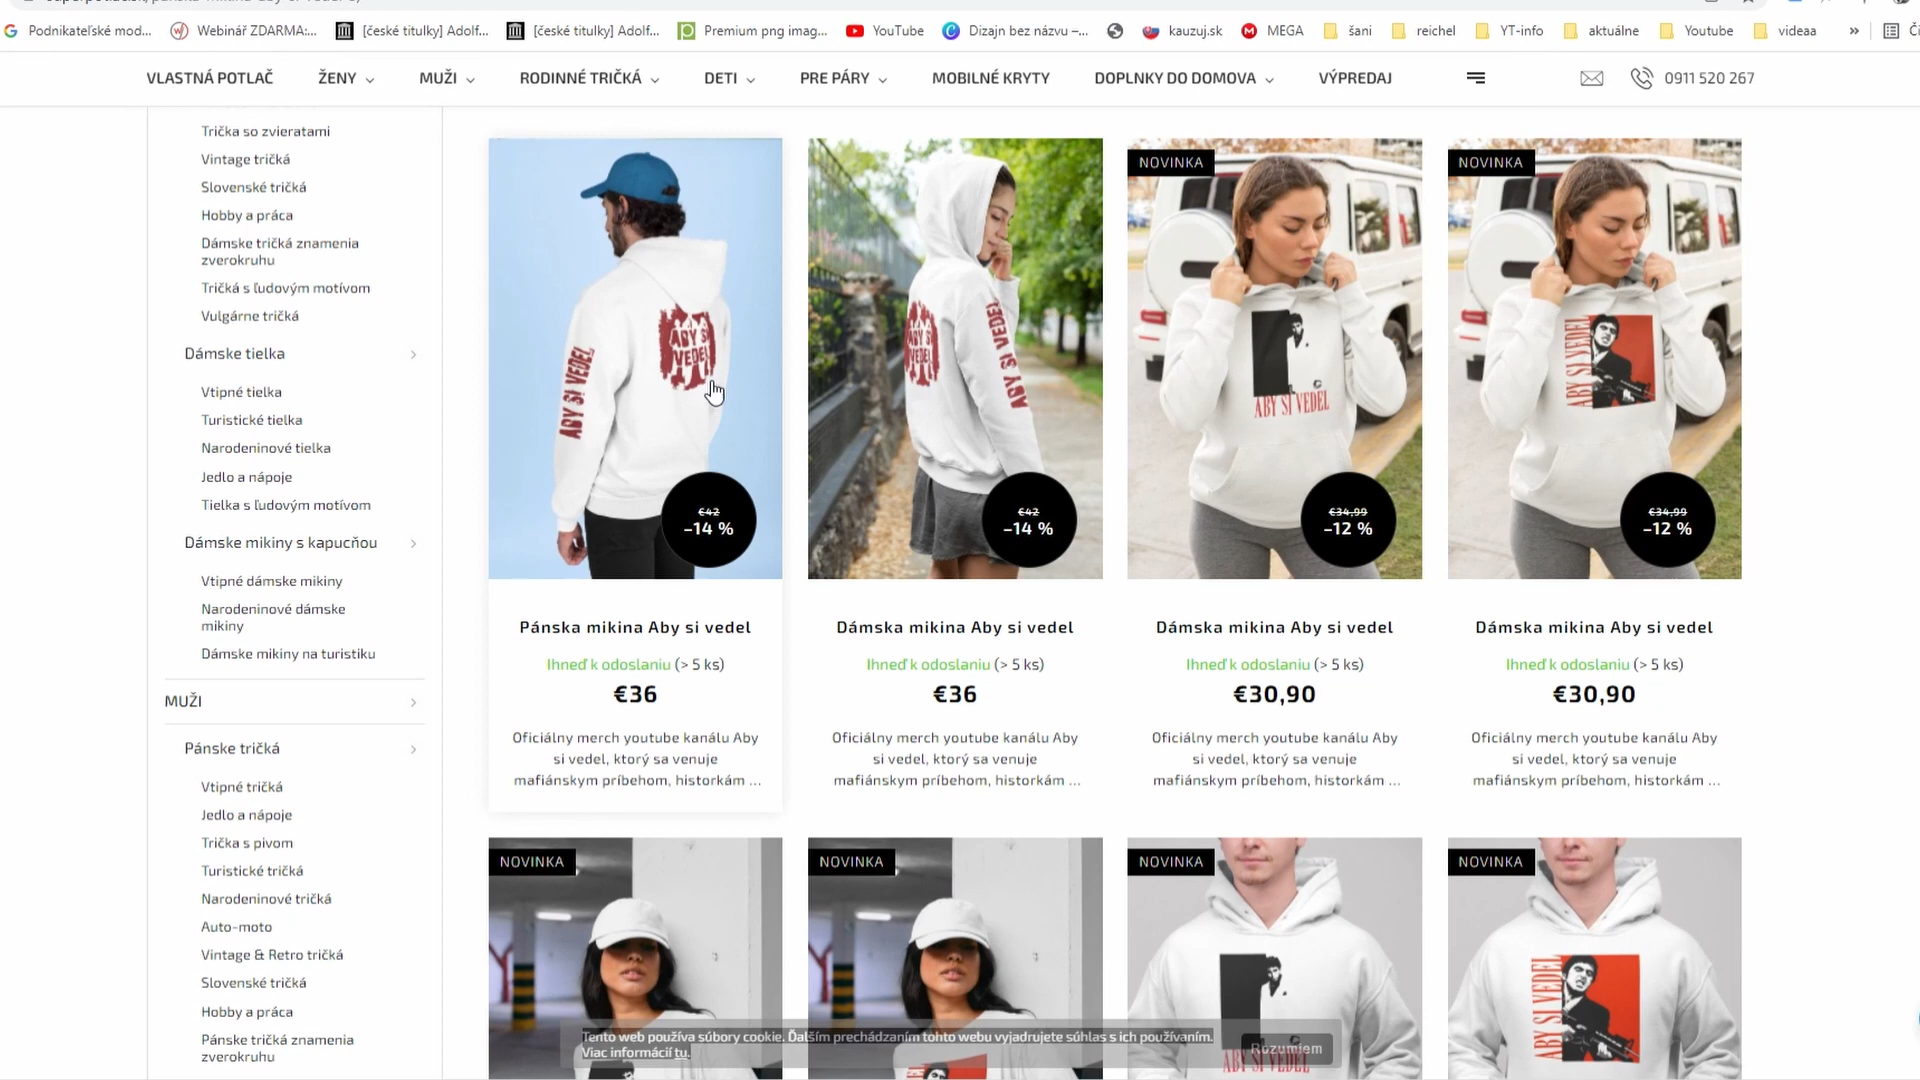 Podnikateľské mod...
Webinář ZDARMA:...
[české titulky] Adolf...
[české titulky] Adolf...
Premium png imag...
YouTube
Dizajn bez názvu –...
kauzuj.sk
MEGA
šani
reichel
YT-info
aktuálne
Youtube
videaa
»
VLASTNÁ POTLAČ
ŽENY
MUŽI
RODINNÉ TRIČKÁ
DETI
PRE PÁRY
MOBILNÉ KRYTY
DOPLNKY DO DOMOVA
VÝPREDAJ
0911 520 267
Trička so zvieratami
Vintage tričká
Slovenské tričká
Hobby a práca
Dámske tričká znamenia
zverokruhu
Tričká s ľudovým motívom
Vulgárne tričká
Dámske tielka
Vtipné tielka
Turistické tielka
Narodeninové tielka
Jedlo a nápoje
Tielka s ľudovým motívom
Dámske mikiny s kapucňou
Vtipné dámske mikiny
Narodeninové dámske
mikiny
Dámske mikiny na turistiku
MUŽI
Pánske tričká
Vtipné tričká
Jedlo a nápoje
Tričká s pivom
Turistické tričká
Narodeninové tričká
Auto-moto
Vintage & Retro tričká
Slovenské tričká
Hobby a práca
Pánske tričká znamenia
zverokruhu
ABY SI VEDEL
ABY SI
VEDEL
€42
–14 %
Pánska mikina Aby si vedel
Ihneď k odoslaniu (> 5 ks)
€36
Oficiálny merch youtube kanálu Aby
si vedel, ktorý sa venuje
mafiánskym príbehom, historkám ...
ABY SI
VEDEL
ABY SI VEDEL
€42
–14 %
Dámska mikina Aby si vedel
Ihneď k odoslaniu (> 5 ks)
€36
Oficiálny merch youtube kanálu Aby
si vedel, ktorý sa venuje
mafiánskym príbehom, historkám ...
NOVINKA
ABY SI VEDEL
€34,99
–12 %
Dámska mikina Aby si vedel
Ihneď k odoslaniu (> 5 ks)
€30,90
Oficiálny merch youtube kanálu Aby
si vedel, ktorý sa venuje
mafiánskym príbehom, historkám ...
NOVINKA
ABY SI VEDEL
€34,99
–12 %
Dámska mikina Aby si vedel
Ihneď k odoslaniu (> 5 ks)
€30,90
Oficiálny merch youtube kanálu Aby
si vedel, ktorý sa venuje
mafiánskym príbehom, historkám ...
NOVINKA
NOVINKA
NOVINKA
ABY SI VEDEL
NOVINKA
ABY SI VEDEL
Tento web používa súbory cookie. Ďalším prechádzaním tohto webu vyjadrujete súhlas s ich používaním.
Viac informácií tu.
Rozumiem